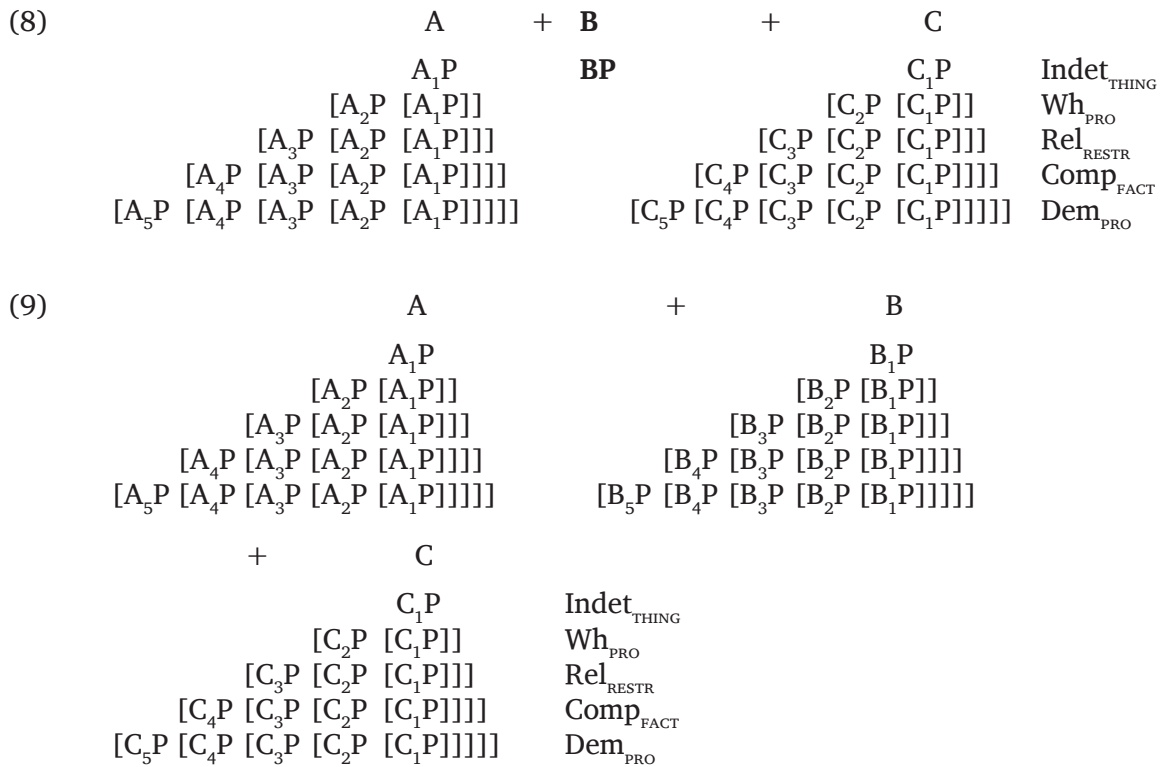 (8) A + B + C
A₁P BP C₁P Indet_THING
[A₂P [A₁P]] [C₂P [C₁P]] Wh_PRO
[A₃P [A₂P [A₁P]]] [C₃P [C₂P [C₁P]]] Rel_RESTR
[A₄P [A₃P [A₂P [A₁P]]]] [C₄P [C₃P [C₂P [C₁P]]]] Comp_FACT
[A₅P [A₄P [A₃P [A₂P [A₁P]]]]] [C₅P [C₄P [C₃P [C₂P [C₁P]]]]] Dem_PRO
(9) A + B
A₁P B₁P
[A₂P [A₁P]] [B₂P [B₁P]]
[A₃P [A₂P [A₁P]]] [B₃P [B₂P [B₁P]]]
[A₄P [A₃P [A₂P [A₁P]]]] [B₄P [B₃P [B₂P [B₁P]]]]
[A₅P [A₄P [A₃P [A₂P [A₁P]]]]] [B₅P [B₄P [B₃P [B₂P [B₁P]]]]]
+ C
C₁P Indet_THING
[C₂P [C₁P]] Wh_PRO
[C₃P [C₂P [C₁P]]] Rel_RESTR
[C₄P [C₃P [C₂P [C₁P]]]] Comp_FACT
[C₅P [C₄P [C₃P [C₂P [C₁P]]]]] Dem_PRO